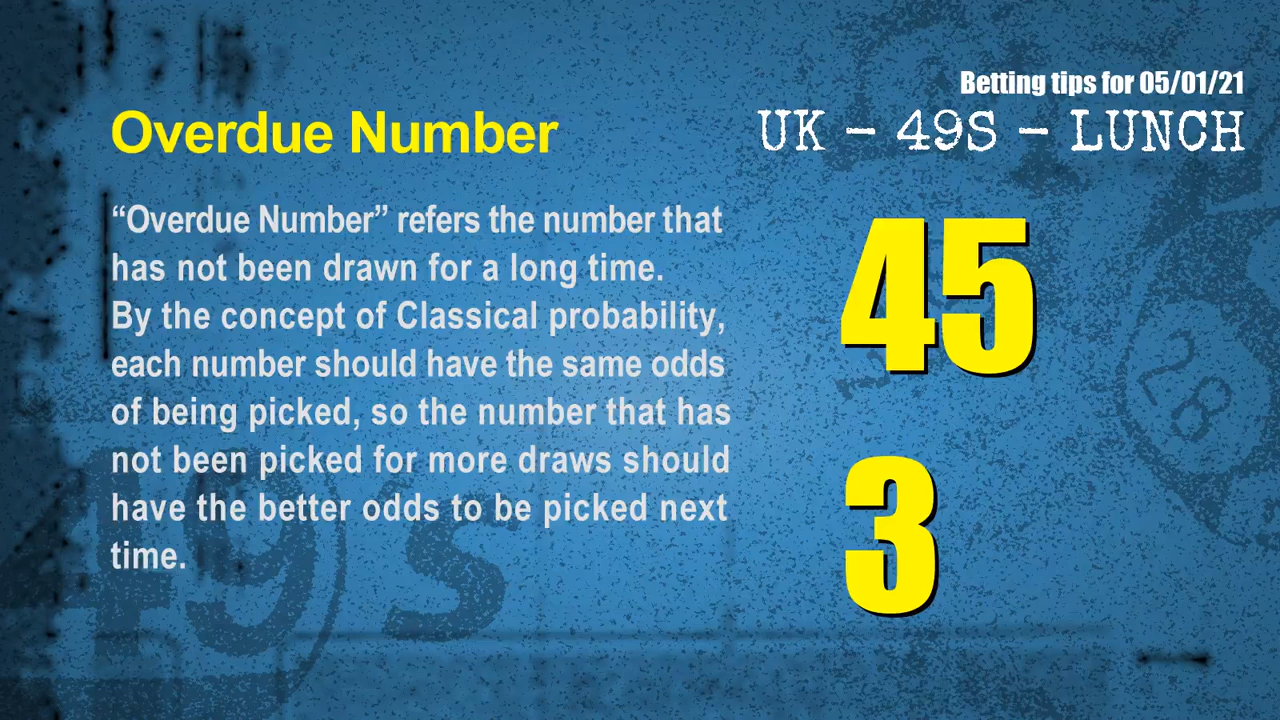 Betting tips for 05/01/21
UK - 49S - LUNCH
Overdue Number
“Overdue Number” refers the number that
has not been drawn for a long time.
By the concept of Classical probability,
each number should have the same odds
of being picked, so the number that has
not been picked for more draws should
have the better odds to be picked next
time.
45
3
28
49's